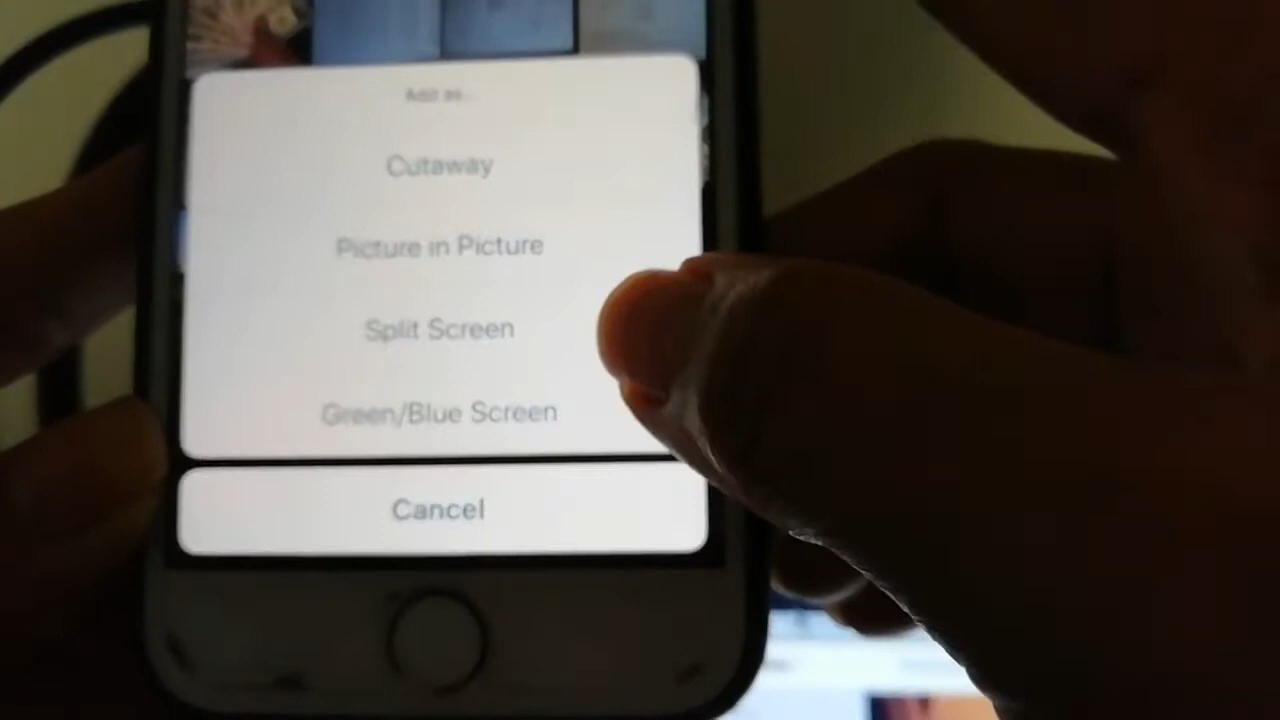 Add as...
Cutaway
Picture in Picture
Split Screen
Green/Blue Screen
Cancel